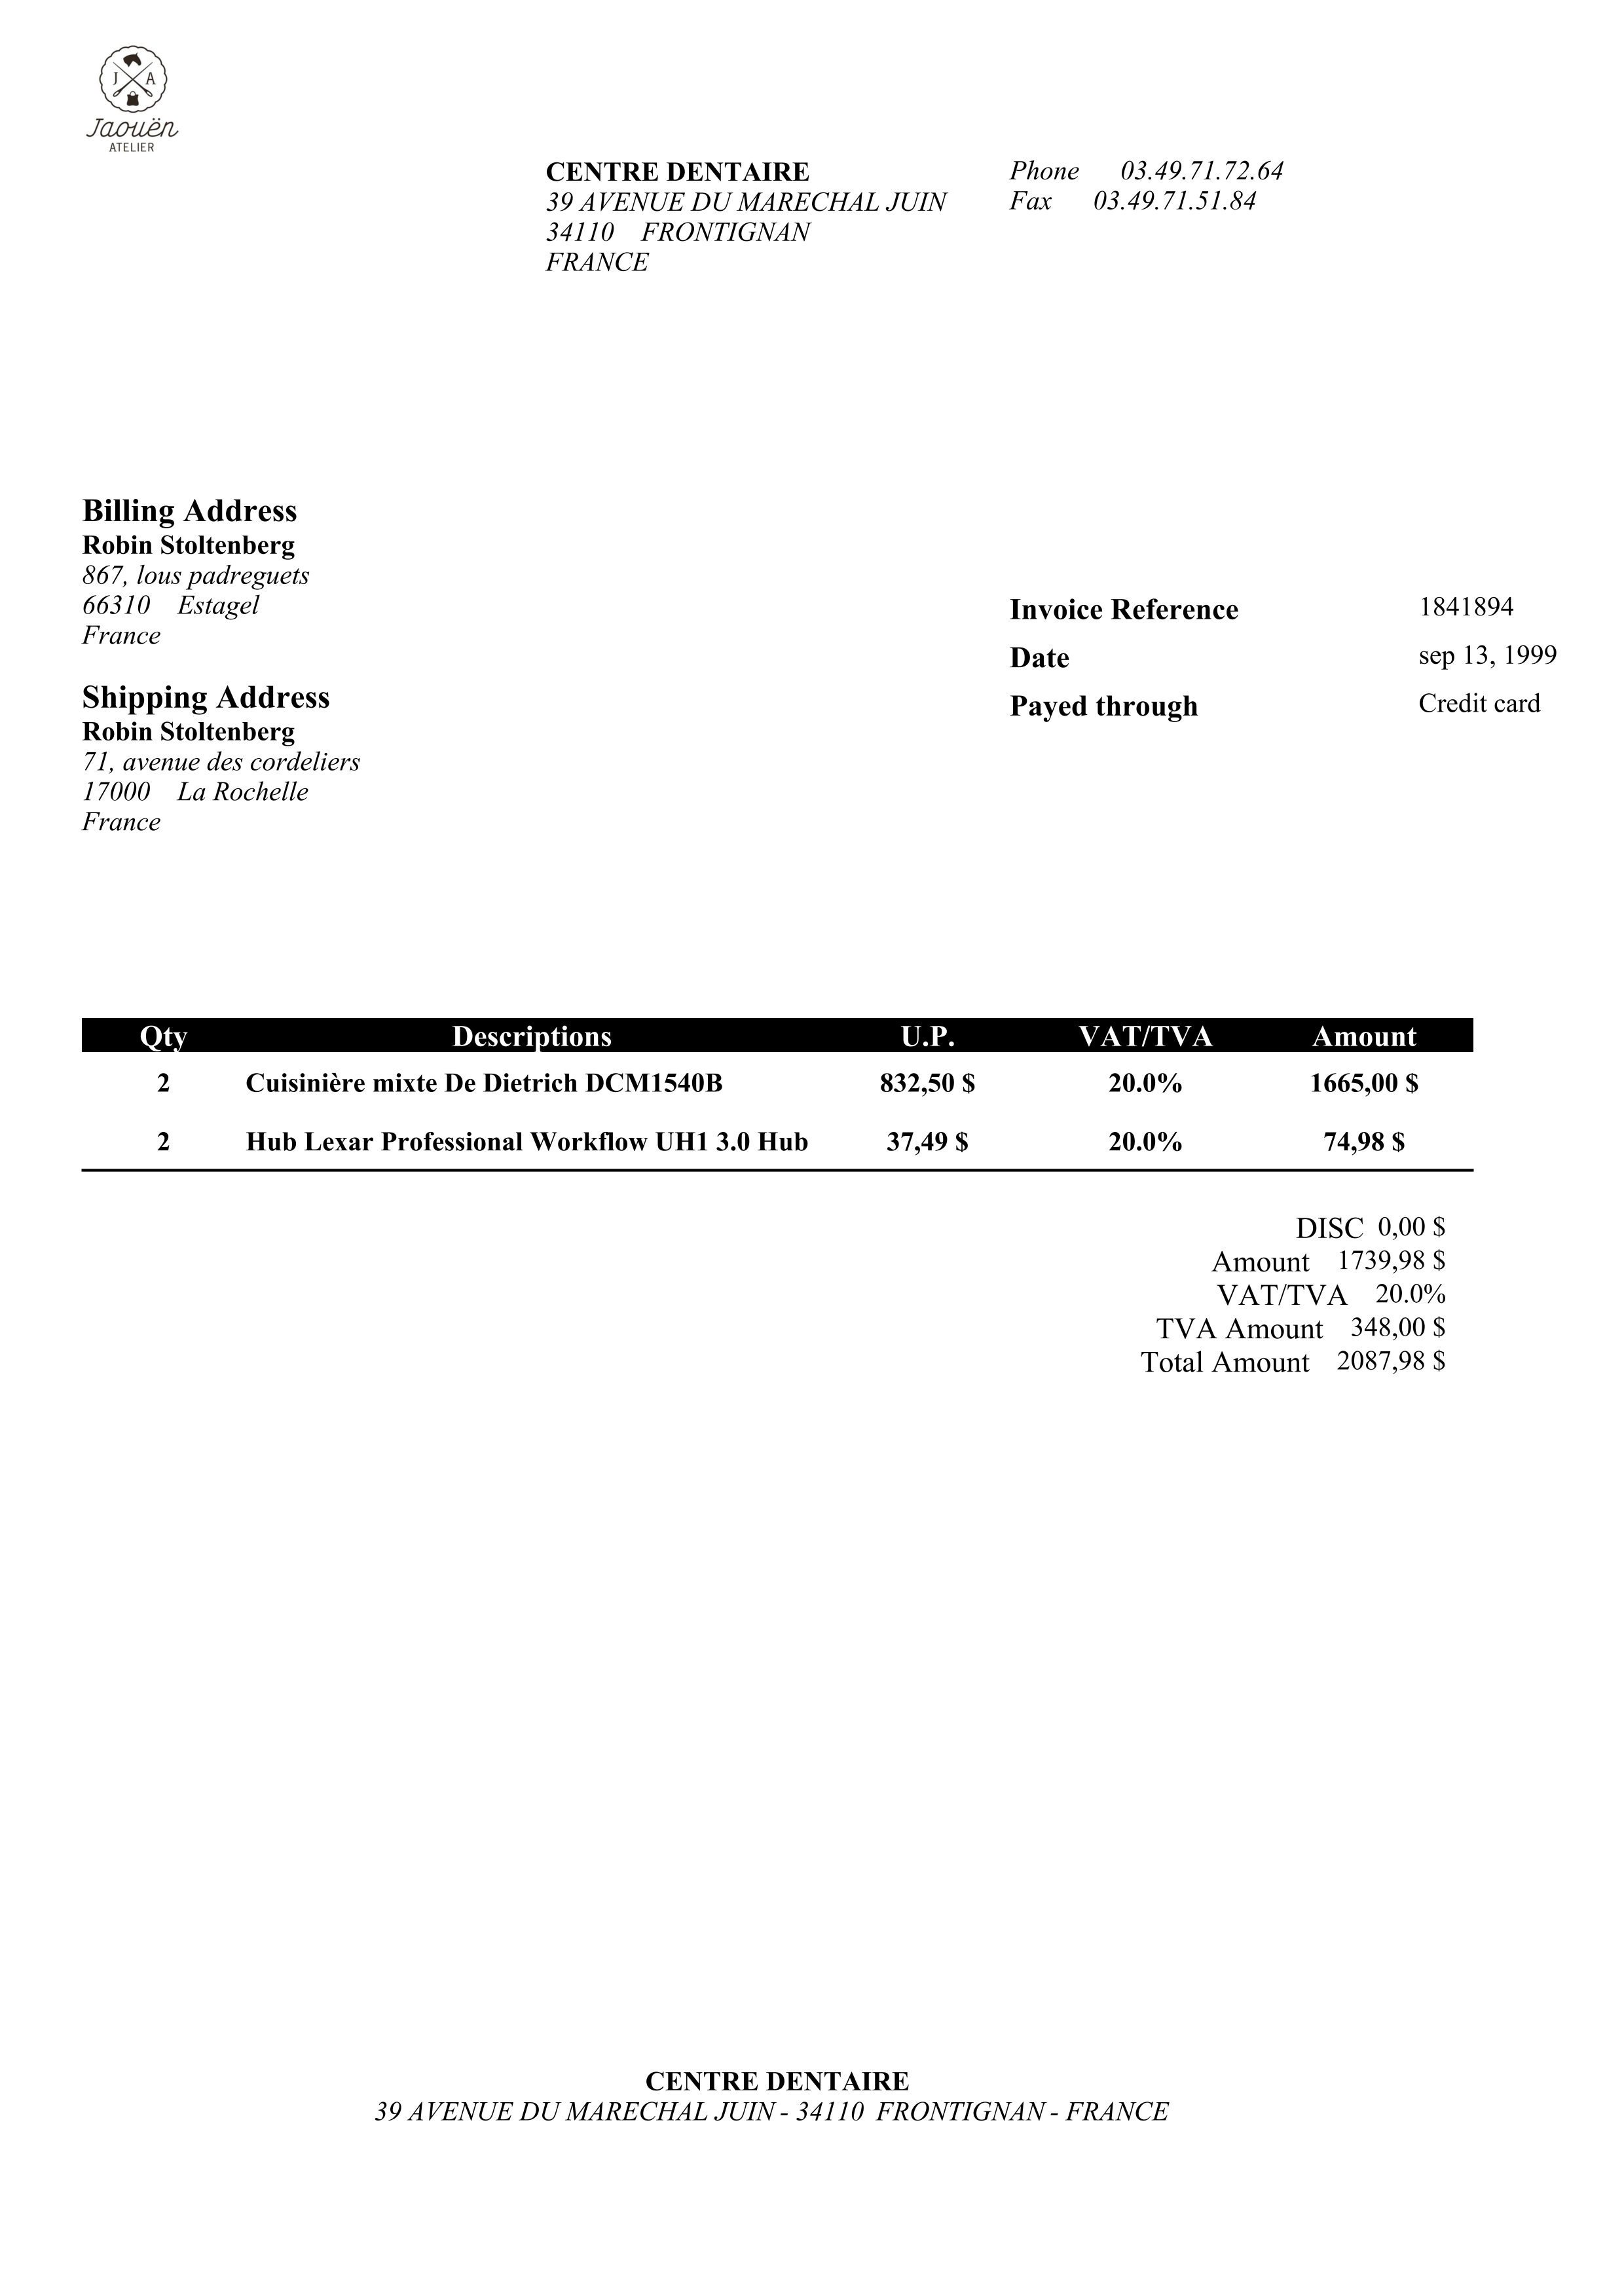 J A
Jaouën
ATELIER
CENTRE DENTAIRE
39 AVENUE DU MARECHAL JUIN
34110 FRONTIGNAN
FRANCE
Phone 03.49.71.72.64
Fax 03.49.71.51.84
Billing Address
Robin Stoltenberg
867, lous padreguets
66310 Estagel
France
Shipping Address
Robin Stoltenberg
71, avenue des cordeliers
17000 La Rochelle
France
Invoice Reference 1841894
Date sep 13, 1999
Payed through Credit card
Qty Descriptions U.P. VAT/TVA Amount
2 Cuisinière mixte De Dietrich DCM1540B 832,50 $ 20.0% 1665,00 $
2 Hub Lexar Professional Workflow UH1 3.0 Hub 37,49 $ 20.0% 74,98 $
DISC 0,00 $
Amount 1739,98 $
VAT/TVA 20.0%
TVA Amount 348,00 $
Total Amount 2087,98 $
CENTRE DENTAIRE
39 AVENUE DU MARECHAL JUIN - 34110 FRONTIGNAN - FRANCE